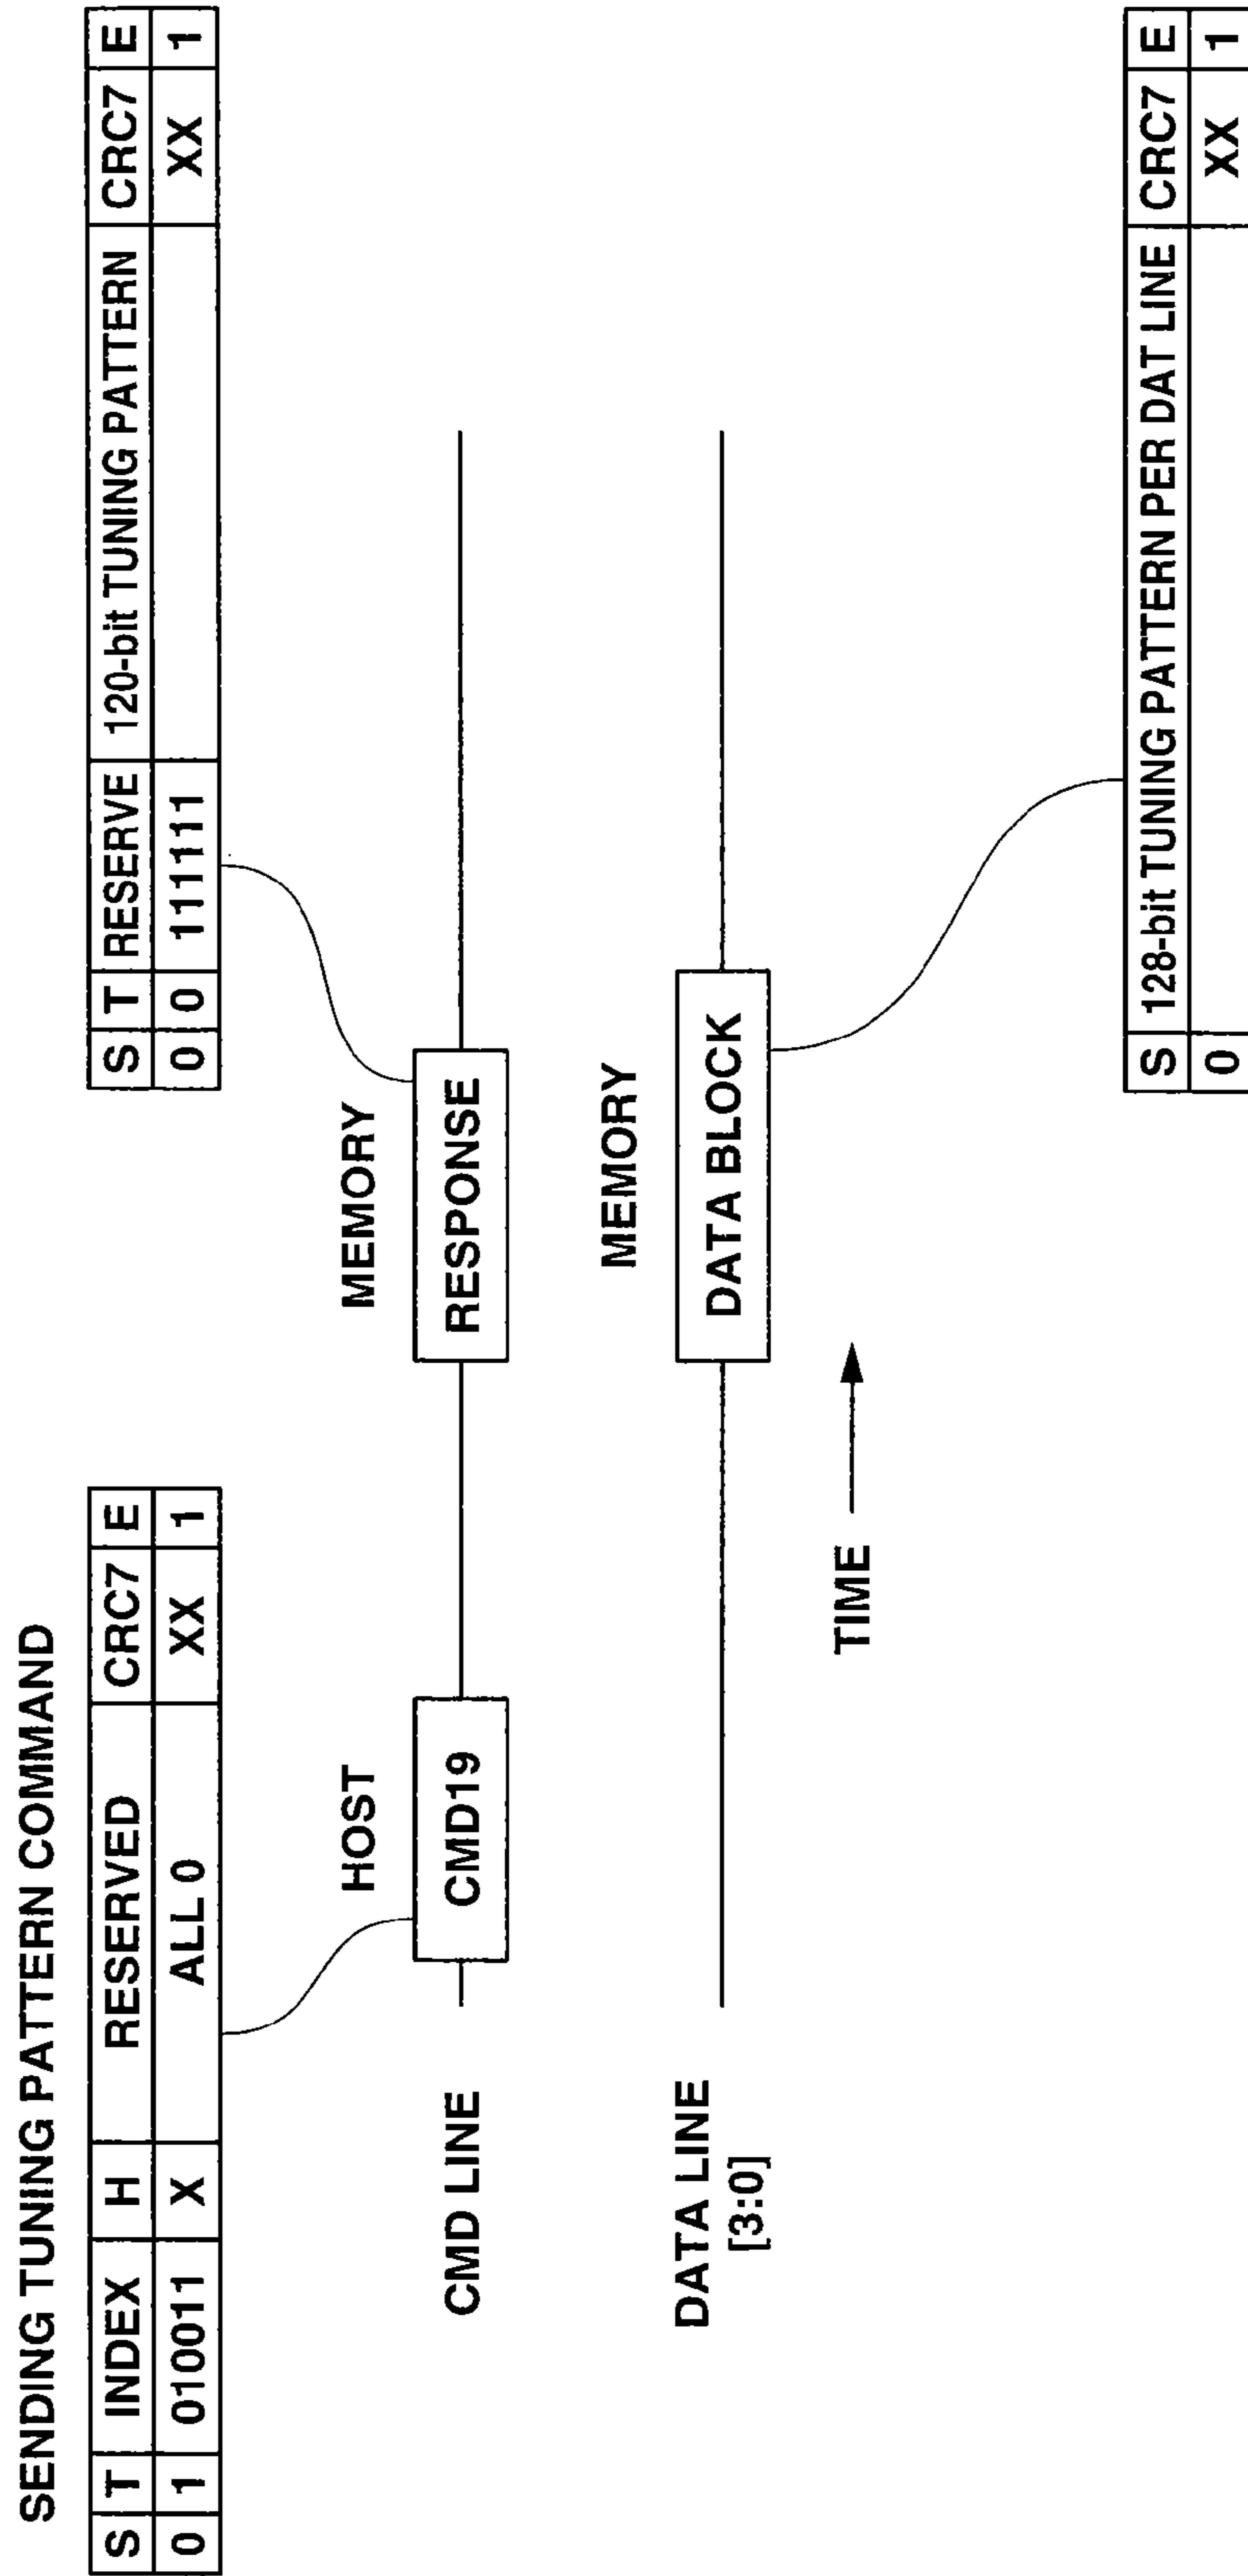 SENDING TUNING PATTERN COMMAND
S T INDEX H RESERVED CRC7 E
0 1 010011 X ALL 0 XX 1
S T RESERVE 120-bit TUNING PATTERN CRC7 E
0 0 111111 XX 1
HOST
MEMORY
CMD LINE
CMD19
RESPONSE
MEMORY
DATA LINE
[3:0]
DATA BLOCK
TIME
S 128-bit TUNING PATTERN PER DAT LINE CRC7 E
0 XX 1